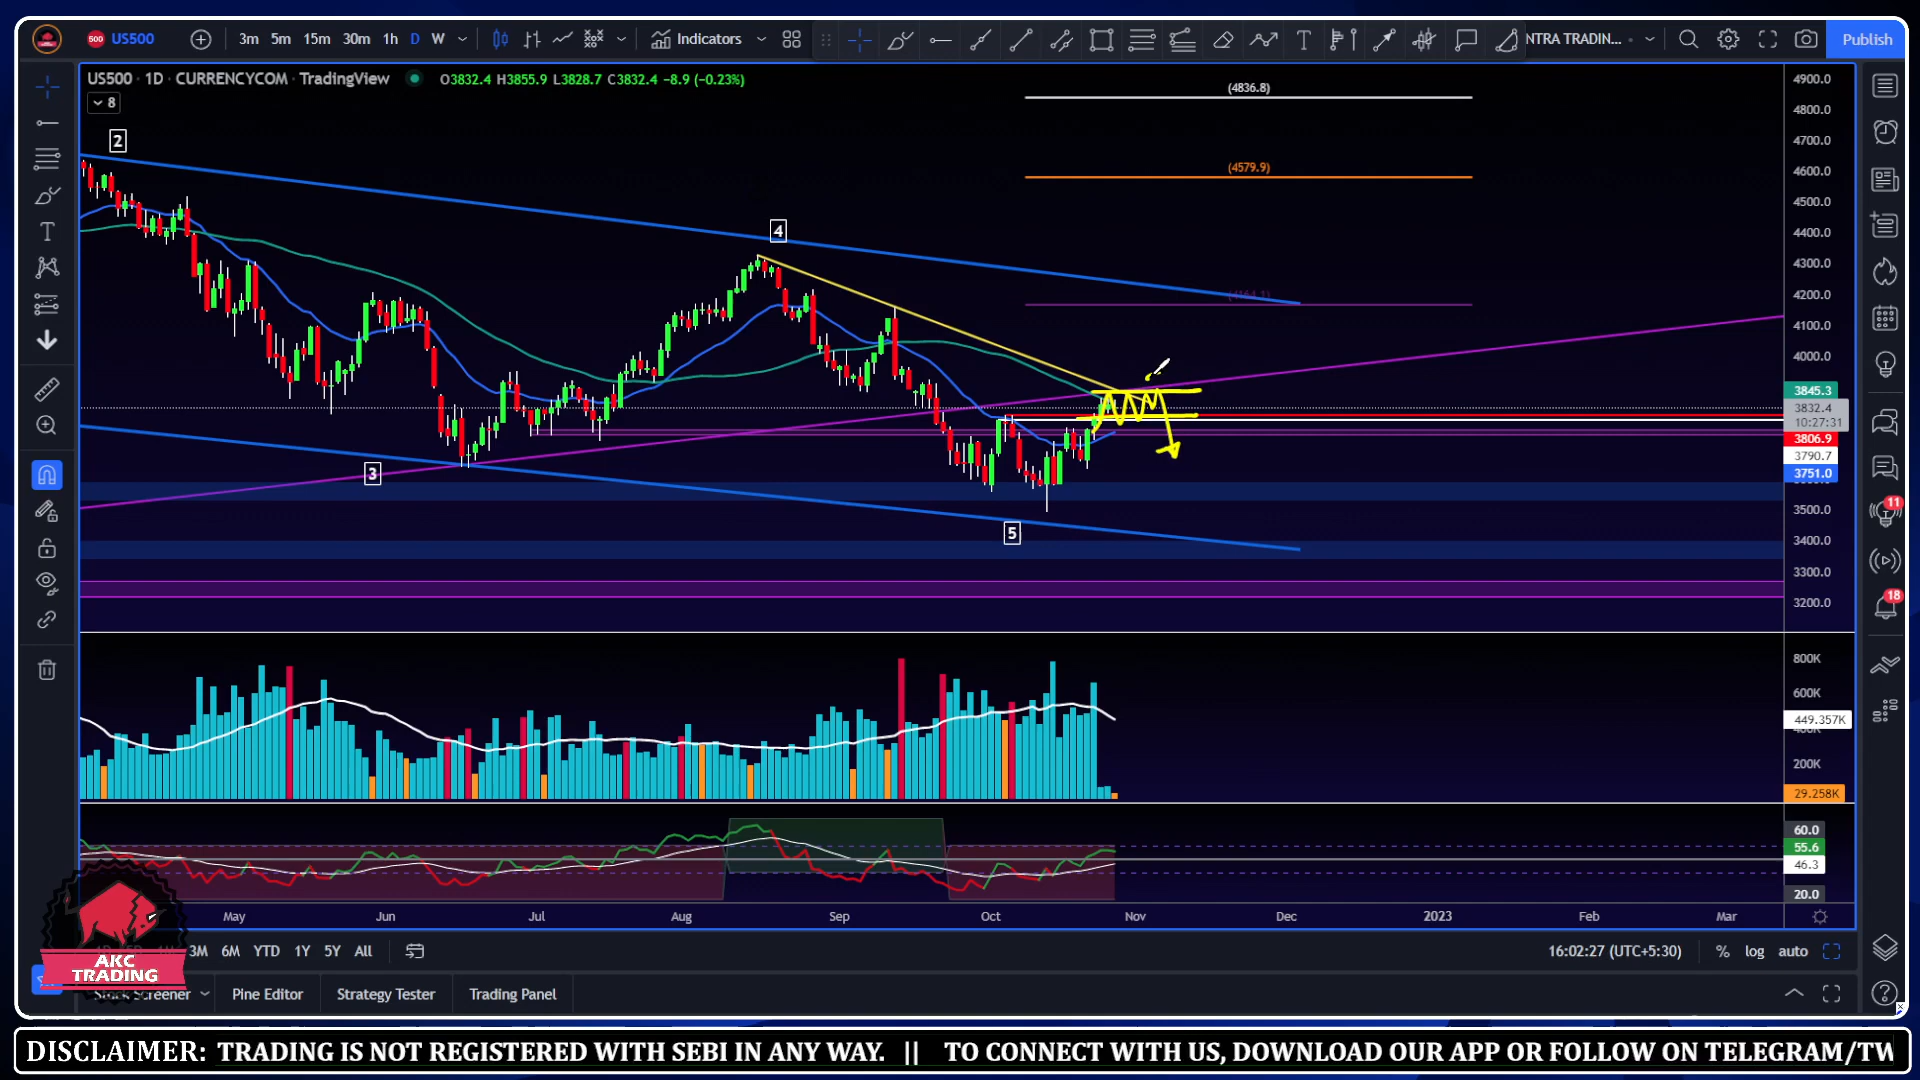 500 US500 3m 5m 15m 30m 1h D W Indicators NTRA TRADIN... Publish
US500 · 1D · CURRENCYCOM · TradingView O3832.4 H3855.9 L3828.7 C3832.4 −8.9 (−0.23%)
8
4900.0
(4836.8)
4800.0
2
4700.0
(4579.9)
4600.0
4500.0
4
4400.0
4300.0
4200.0
4100.0
4000.0
3845.3
3832.4
10:27:31
3806.9
3790.7
3
3751.0
3500.0
5
3400.0
3300.0
3200.0
11
18
800K
600K
449.357K
400K
200K
29.258K
60.0
55.6
46.3
20.0
May Jun Jul Aug Sep Oct Nov Dec 2023 Feb Mar
3M 6M YTD 1Y 5Y All 16:02:27 (UTC+5:30) % log auto
AKC
TRADING
Stock Screener Pine Editor Strategy Tester Trading Panel
DISCLAIMER: TRADING IS NOT REGISTERED WITH SEBI IN ANY WAY. || TO CONNECT WITH US, DOWNLOAD OUR APP OR FOLLOW ON TELEGRAM/TW